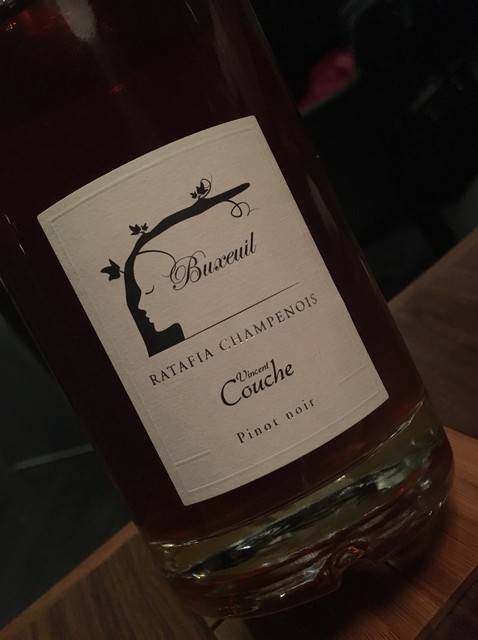 Buxeuil
RATAFIA CHAMPENOIS
Vincent
Couche
Pinot noir